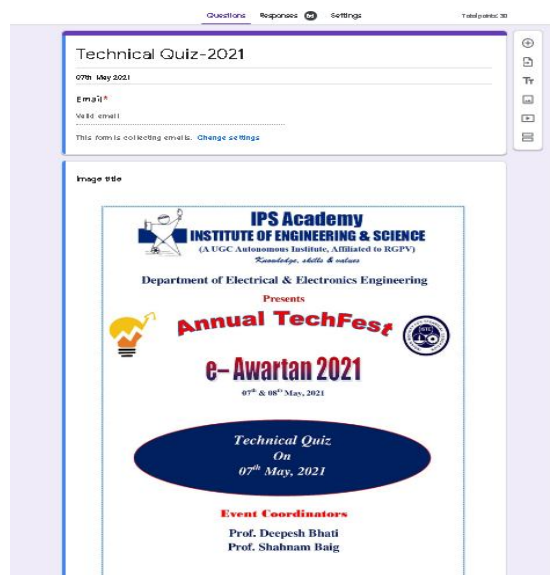 Questions Responses Settings Total points: 30
Technical Quiz-2021
07th May 2021
Email*
Valid email
This form is collecting emails. Change settings
Image title
IPS Academy
INSTITUTE OF ENGINEERING & SCIENCE
(A UGC Autonomous Institute, Affiliated to RGPV)
Knowledge, skills & values
Department of Electrical & Electronics Engineering
Presents
Annual TechFest
e– Awartan 2021
07th & 08th May, 2021
Technical Quiz
On
07th May, 2021
Event Coordinators
Prof. Deepesh Bhati
Prof. Shabnam Baig